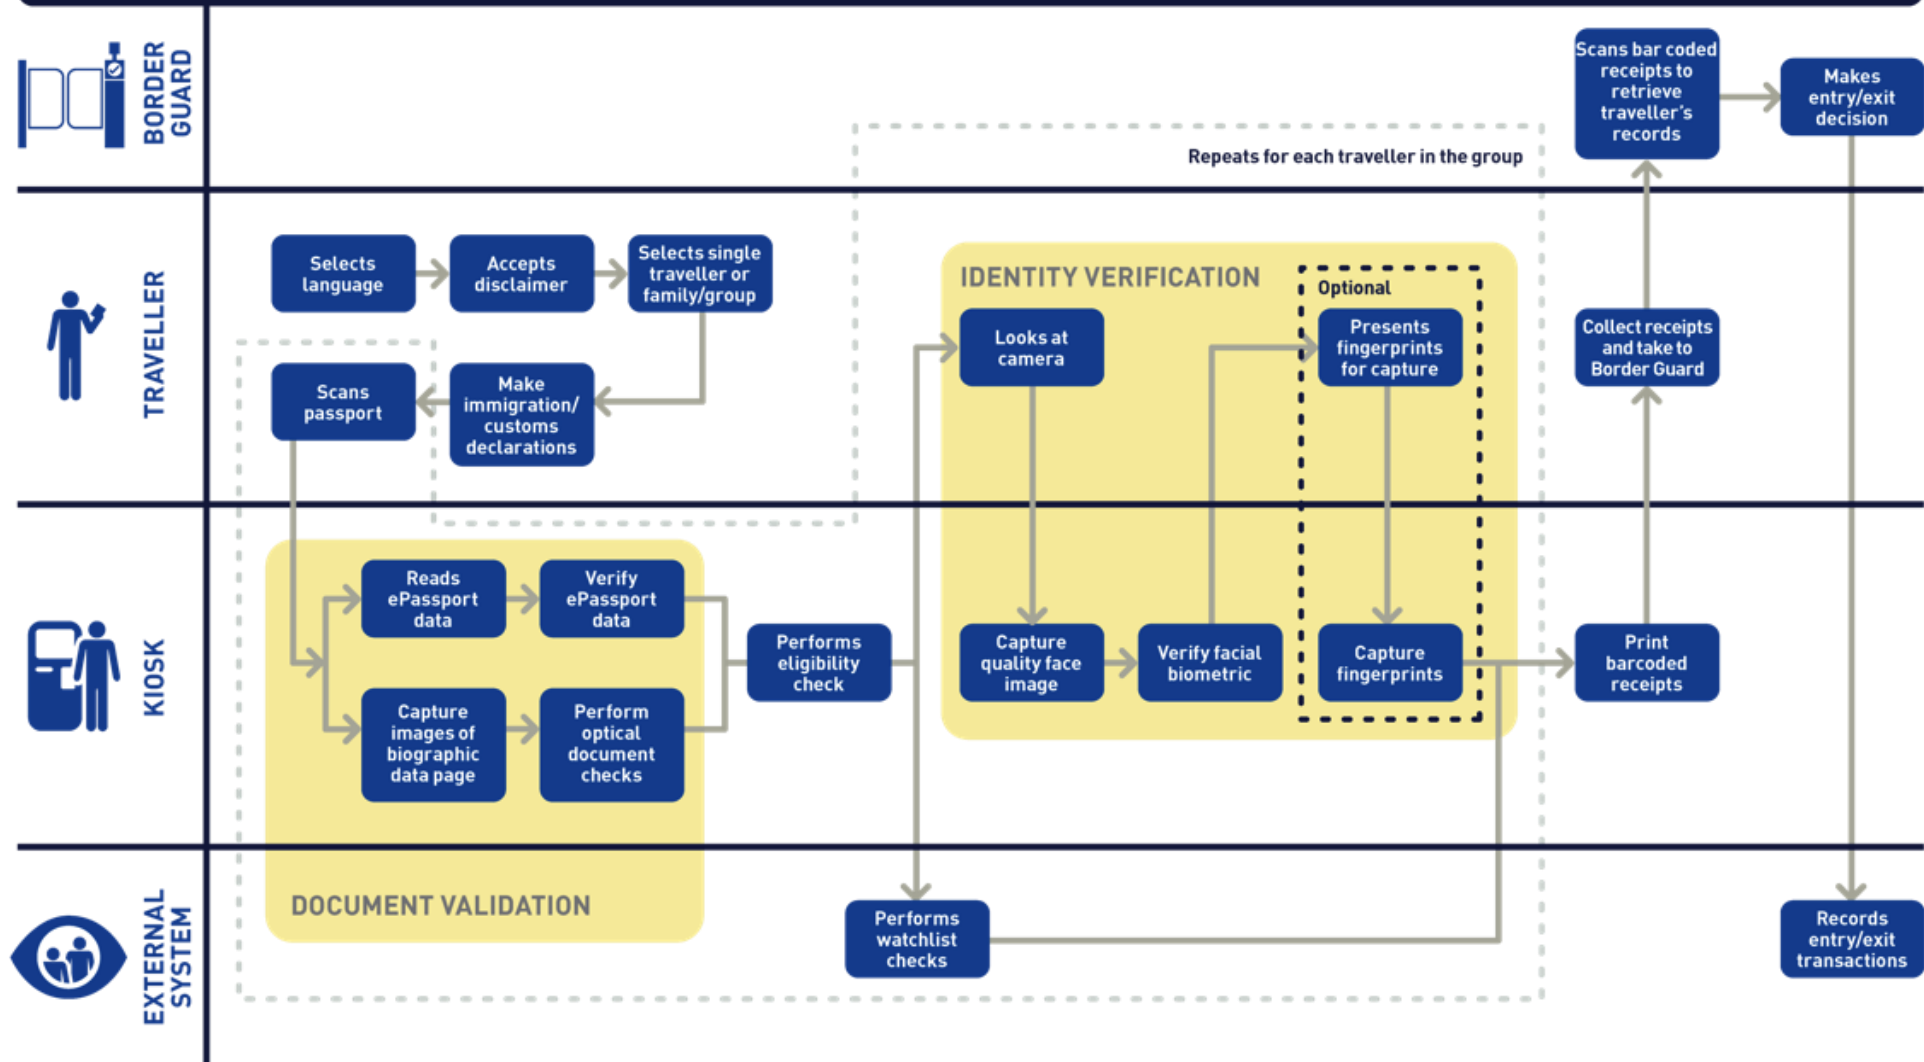 BORDER
GUARD
Scans bar coded
receipts to
retrieve
traveller's
records
Makes
entry/exit
decision
Repeats for each traveller in the group
TRAVELLER
Selects
language
Accepts
disclaimer
Selects single
traveller or
family/group
Scans
passport
Make
immigration/
customs
declarations
IDENTITY VERIFICATION
Optional
Looks at
camera
Presents
fingerprints
for capture
Collect receipts
and take to
Border Guard
KIOSK
Reads
ePassport
data
Verify
ePassport
data
Capture
images of
biographic
data page
Perform
optical
document
checks
DOCUMENT VALIDATION
Performs
eligibility
check
Capture
quality face
image
Verify facial
biometric
Capture
fingerprints
Print
barcoded
receipts
EXTERNAL
SYSTEM
Performs
watchlist
checks
Records
entry/exit
transactions